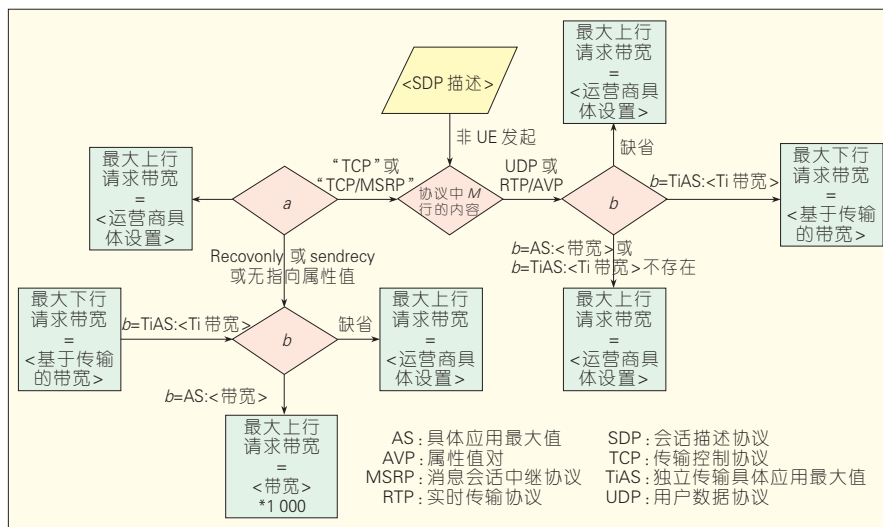 <SDP 描述>
非 UE 发起
协议中 M
行的内容
“TCP”或
“TCP/MSRP”
UDP 或
RTP/AVP
a
最大上行
请求带宽
=
<运营商具
体设置>
b
最大上行
请求带宽
=
<运营商具
体设置>
缺省
b=TiAS:<Ti 带宽>
最大下行
请求带宽
=
<基于传输
的带宽>
b=AS:<带宽>或
b=TiAS:<Ti 带宽>不存在
最大上行
请求带宽
=
<运营商具
体设置>
Recovonly 或 sendrecy
或无指向属性值
最大下行
请求带宽
=
<基于传输
的带宽>
b=TiAS:<Ti 带宽>
b
缺省
最大上行
请求带宽
=
<运营商具
体设置>
b=AS:<带宽>
最大上行
请求带宽
=
<带宽>
*1 000
AS：具体应用最大值
AVP：属性值对
MSRP：消息会话中继协议
RTP：实时传输协议
SDP：会话描述协议
TCP：传输控制协议
TiAS：独立传输具体应用最大值
UDP：用户数据协议